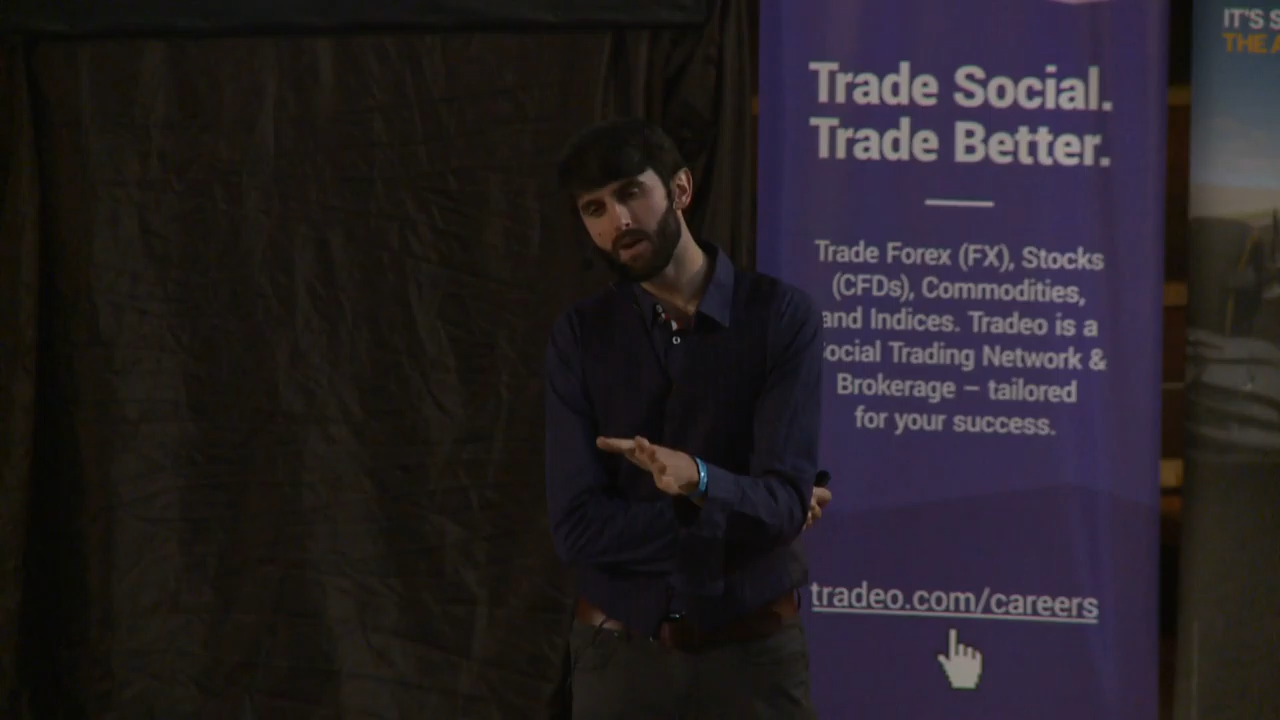 Trade Social.
Trade Better.
Trade Forex (FX), Stocks
(CFDs), Commodities,
and Indices. Tradeo is a
Social Trading Network &
Brokerage – tailored
for your success.
tradeo.com/careers
IT'S
THE